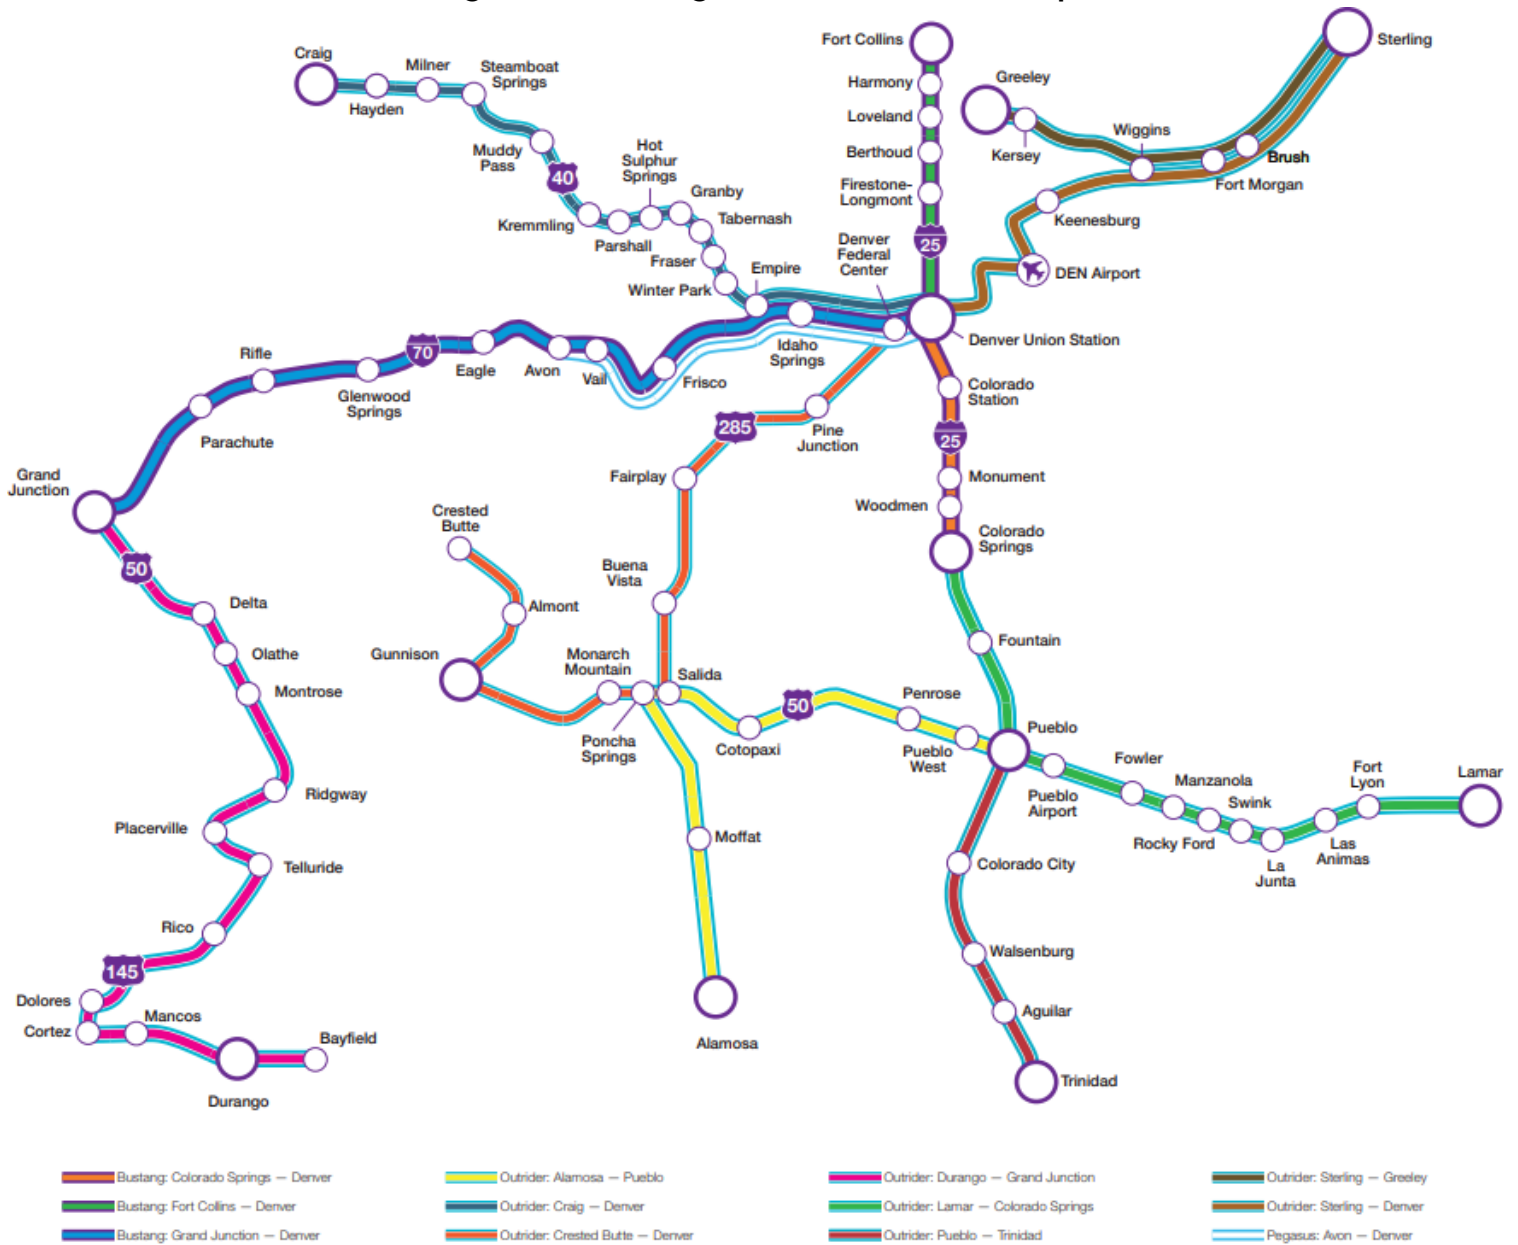 Craig
Hayden
Milner
Steamboat
Springs
Muddy
Pass
40
Kremmling
Parshall
Hot
Sulphur
Springs
Granby
Tabernash
Fraser
Winter Park
Empire
Denver
Federal
Center
Fort Collins
Harmony
Loveland
Berthoud
Firestone-
Longmont
25
Greeley
Kersey
Wiggins
Fort Morgan
Brush
Sterling
Keenesburg
DEN Airport
Denver Union Station
Idaho
Springs
Frisco
Vail
Avon
Eagle
70
Glenwood
Springs
Rifle
Parachute
Grand
Junction
50
Delta
Olathe
Montrose
Ridgway
Placerville
Telluride
Rico
145
Dolores
Cortez
Mancos
Durango
Bayfield
Pine
Junction
285
Fairplay
Buena
Vista
Crested
Butte
Almont
Gunnison
Monarch
Mountain
Poncha
Springs
Salida
Cotopaxi
50
Penrose
Pueblo
West
Pueblo
Moffat
Alamosa
Colorado
Station
25
Monument
Woodmen
Colorado
Springs
Fountain
Pueblo
Airport
Fowler
Manzanola
Rocky Ford
Swink
La
Junta
Las
Animas
Fort
Lyon
Lamar
Colorado City
Walsenburg
Aguilar
Trinidad
Bustang: Colorado Springs — Denver
Bustang: Fort Collins — Denver
Bustang: Grand Junction — Denver
Outrider: Alamosa — Pueblo
Outrider: Craig — Denver
Outrider: Crested Butte — Denver
Outrider: Durango — Grand Junction
Outrider: Lamar — Colorado Springs
Outrider: Pueblo — Trinidad
Outrider: Sterling — Greeley
Outrider: Sterling — Denver
Pegasus: Avon — Denver